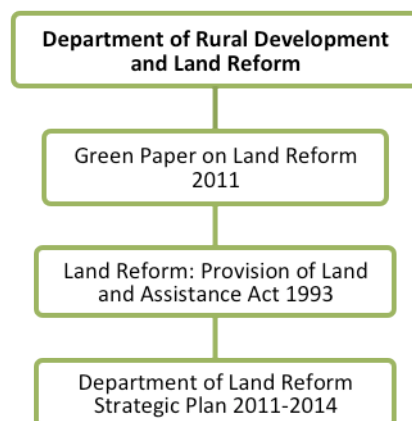 Department of Rural Development
and Land Reform
Green Paper on Land Reform
2011
Land Reform: Provision of Land
and Assistance Act 1993
Department of Land Reform
Strategic Plan 2011-2014